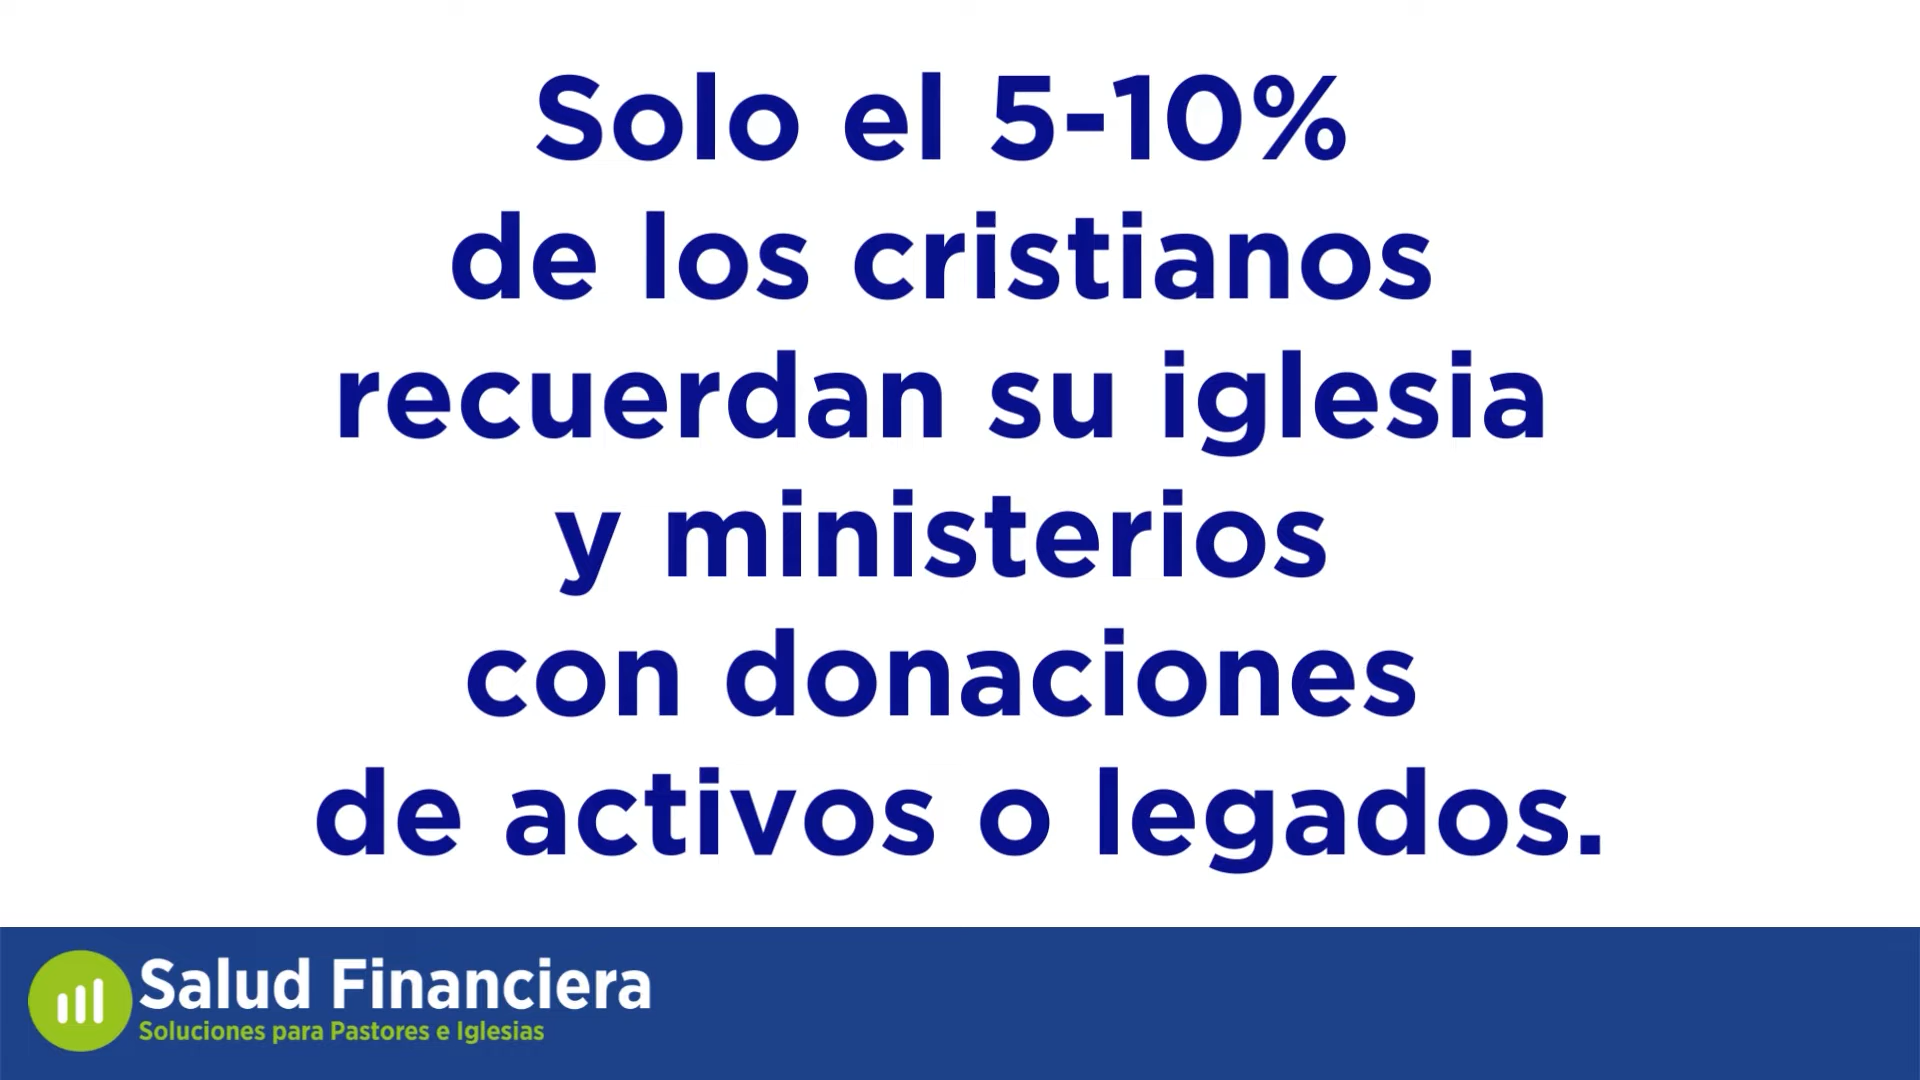 Solo el 5-10%
de los cristianos
recuerdan su iglesia
y ministerios
con donaciones
de activos o legados.
Salud Financiera
Soluciones para Pastores e Iglesias